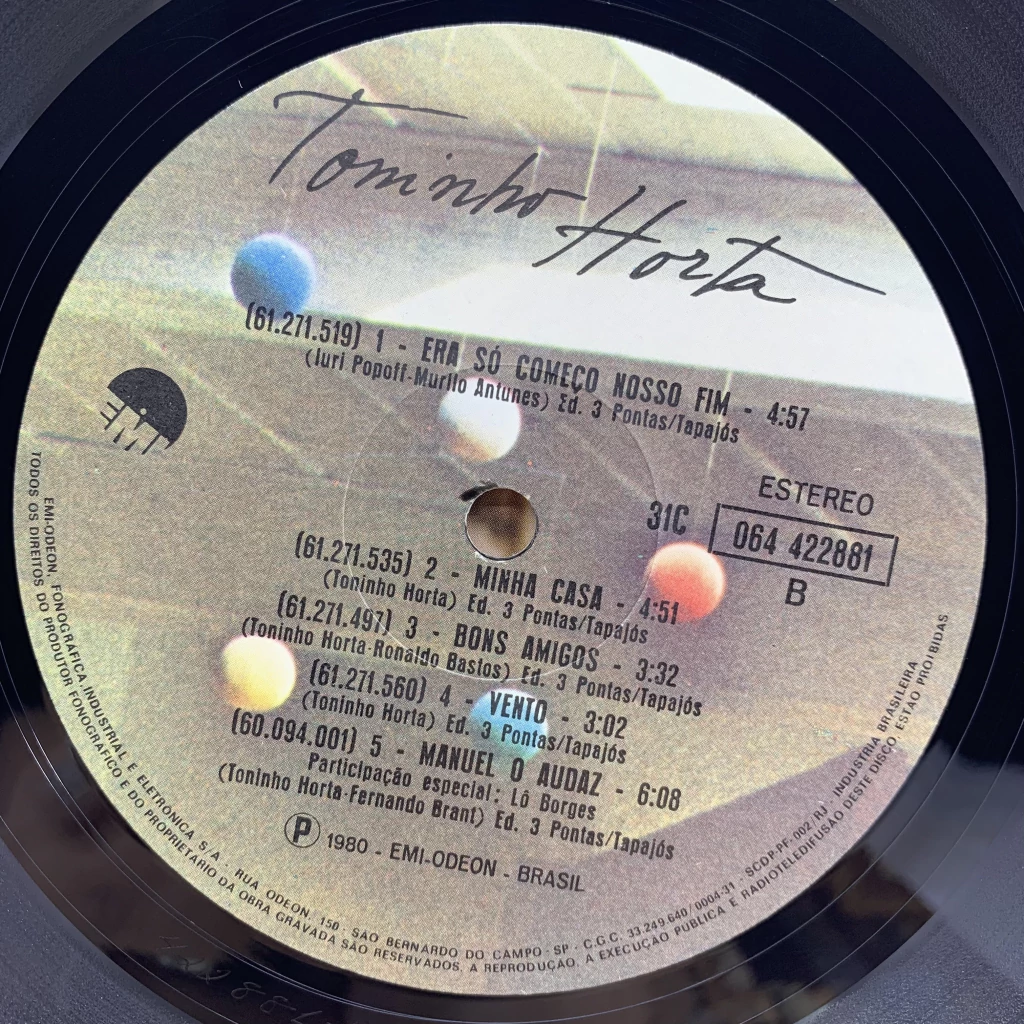 Toninho Horta
(61.271.519) 1 - ERA SÓ COMEÇO NOSSO FIM - 4:57
(Iuri Popoff-Murilo Antunes) Ed. 3 Pontas/Tapajós
ESTEREO
31C 064 422881
B
(61.271.535) 2 - MINHA CASA - 4:51
(Toninho Horta) Ed. 3 Pontas/Tapajós
(61.271.497) 3 - BONS AMIGOS - 3:32
(Toninho Horta-Ronaldo Bastos) Ed. 3 Pontas/Tapajós
(61.271.560) 4 - VENTO - 3:02
(Toninho Horta) Ed. 3 Pontas/Tapajós
(60.094.001) 5 - MANUEL O AUDAZ - 6:08
Participação especial: Lô Borges
(Toninho Horta-Fernando Brant) Ed. 3 Pontas/Tapajós
Ⓟ 1980 - EMI-ODEON - BRASIL
EMI-ODEON, FONOGRÁFICA, INDUSTRIAL E ELETRÔNICA S/A - RUA ODEON, 150 - SÃO BERNARDO DO CAMPO - SP - C.G.C. 33.249.640/0004-31 - SCDP-PF-002/RJ - INDÚSTRIA BRASILEIRA
TODOS OS DIREITOS DO PRODUTOR FONOGRÁFICO E DO PROPRIETÁRIO DA OBRA GRAVADA SÃO RESERVADOS. A REPRODUÇÃO, A EXECUÇÃO PÚBLICA E RADIOTELEDIFUSÃO DESTE DISCO ESTÃO PROIBIDAS